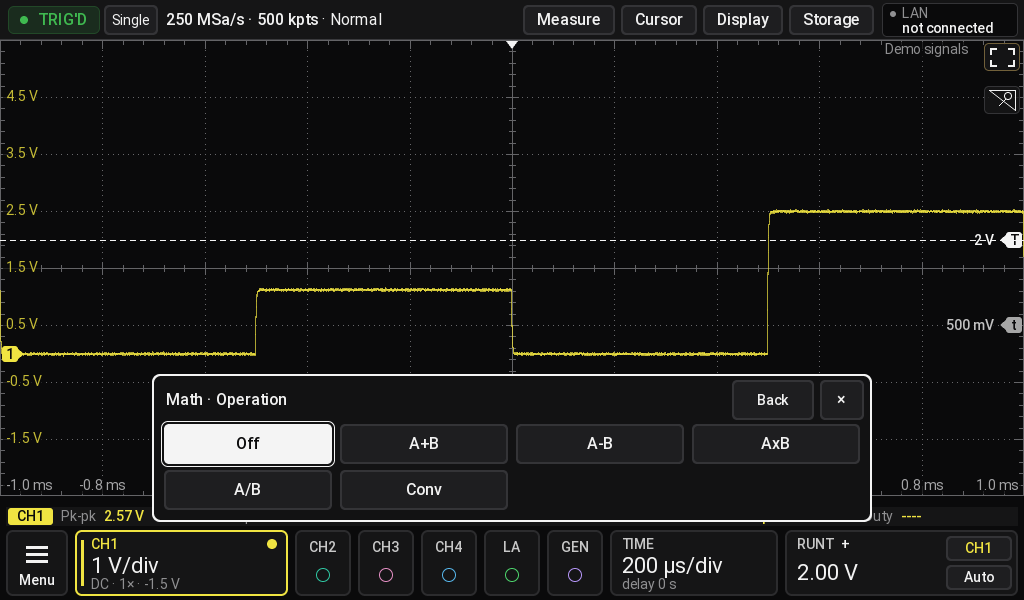 TRIG'D Single 250 MSa/s · 500 kpts · Normal Measure Cursor Display Storage LAN
not connected
Demo signals
4.5 V
3.5 V
2.5 V
2 V T
1.5 V
0.5 V 500 mV t
1
-0.5 V
Math · Operation Back ×
Off A+B A-B AxB
-1.5 V
A/B Conv
-1.0 ms -0.8 ms 0.8 ms 1.0 ms
CH1 Pk-pk 2.57 V uty ----
Menu
CH1
1 V/div
DC · 1× · -1.5 V
CH2 CH3 CH4 LA GEN
TIME
200 µs/div
delay 0 s
RUNT +
2.00 V
CH1
Auto